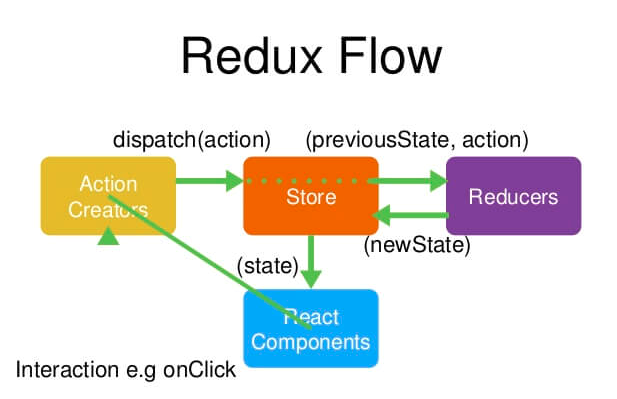 Redux Flow
dispatch(action)
(previousState, action)
Action
Creators
Store
Reducers
(newState)
(state)
React
Components
Interaction e.g onClick